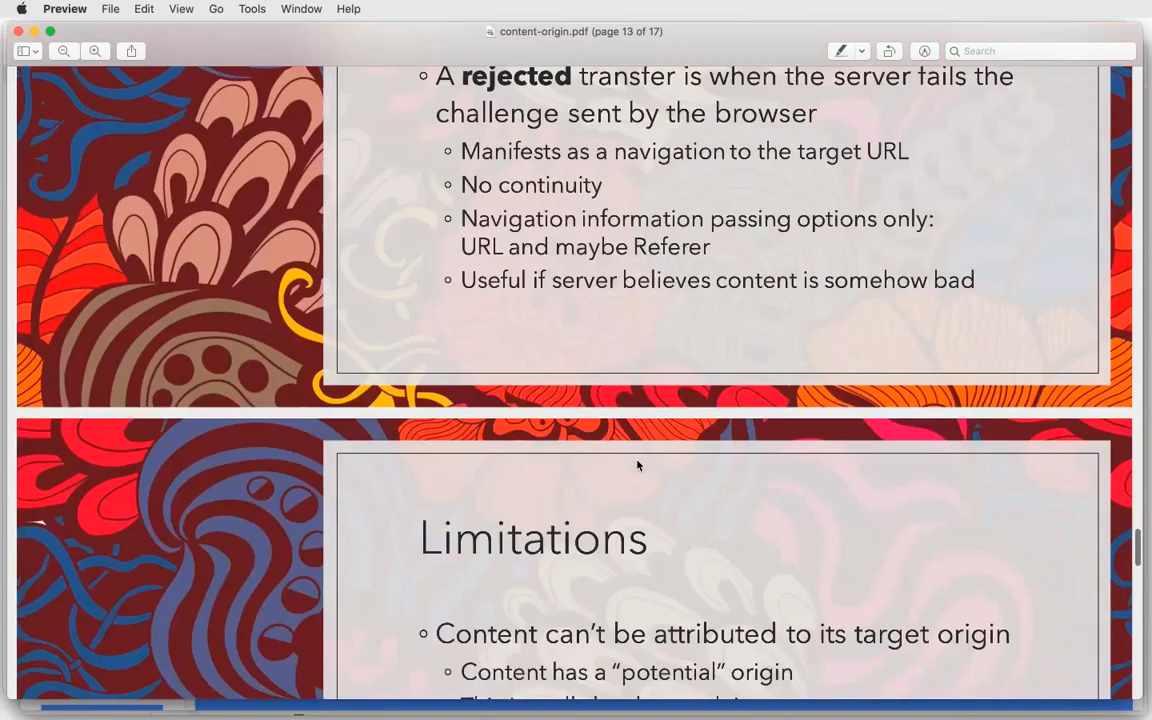 Preview File Edit View Go Tools Window Help
content-origin.pdf (page 13 of 17)
Search
◦ A rejected transfer is when the server fails the
challenge sent by the browser
◦ Manifests as a navigation to the target URL
◦ No continuity
◦ Navigation information passing options only:
URL and maybe Referer
◦ Useful if server believes content is somehow bad
Limitations
◦ Content can't be attributed to its target origin
◦ Content has a “potential” origin